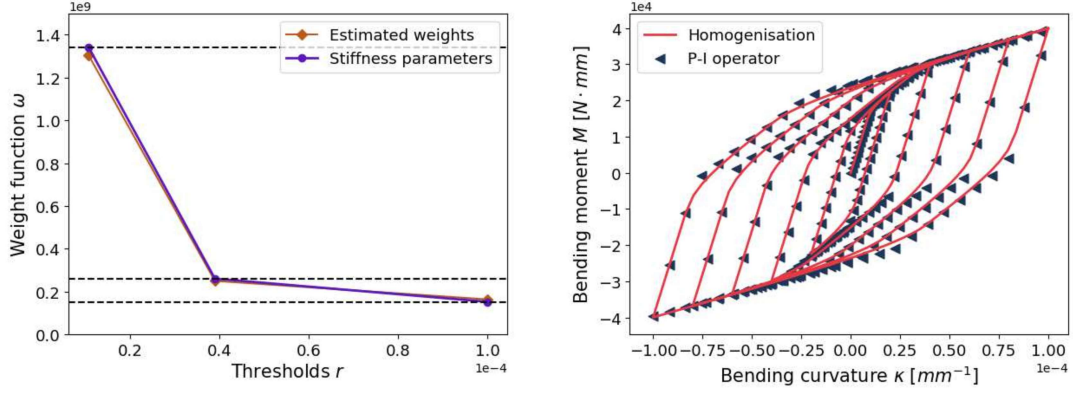 1e9
Weight function ω
1.4
1.2
1.0
0.8
0.6
0.4
0.2
0.0
Estimated weights
Stiffness parameters
0.2 0.4 0.6 0.8 1.0
1e−4
Thresholds r
1e4
Bending moment M [N · mm]
4
3
2
1
0
−1
−2
−3
−4
Homogenisation
P-I operator
−1.00 −0.75 −0.50 −0.25 0.00 0.25 0.50 0.75 1.00
1e−4
Bending curvature κ [mm⁻¹]